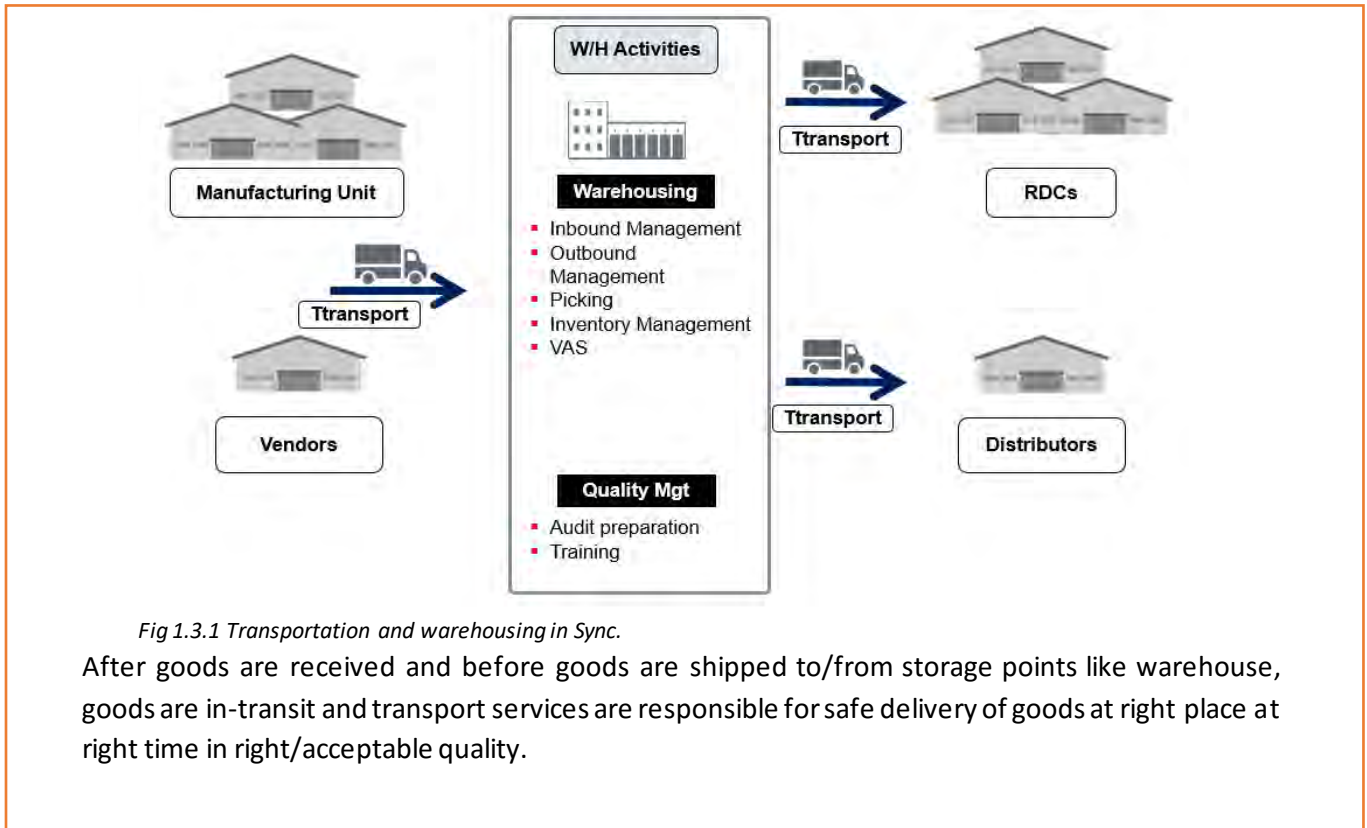 W/H Activities
Manufacturing Unit
Ttransport
Vendors
Warehousing
▪ Inbound Management
▪ Outbound
Management
▪ Picking
▪ Inventory Management
▪ VAS
Quality Mgt
▪ Audit preparation
▪ Training
Ttransport
RDCs
Ttransport
Distributors
Fig 1.3.1 Transportation and warehousing in Sync.
After goods are received and before goods are shipped to/from storage points like warehouse,
goods are in-transit and transport services are responsible for safe delivery of goods at right place at
right time in right/acceptable quality.